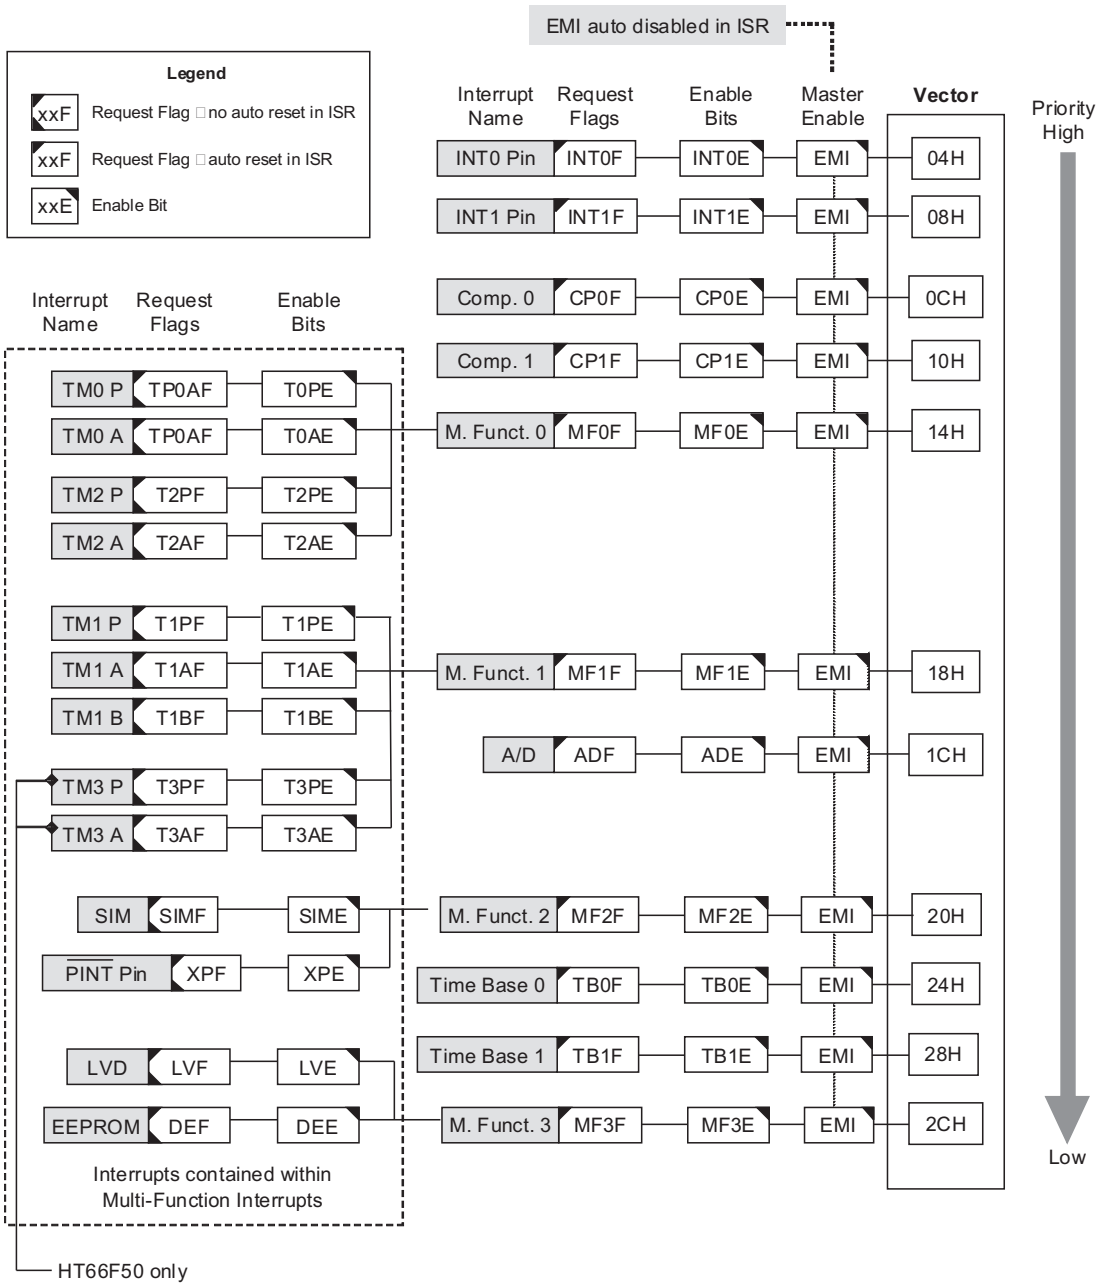 EMI auto disabled in ISR
Legend
xxF Request Flag □ no auto reset in ISR
xxF Request Flag □ auto reset in ISR
xxE Enable Bit
Interrupt Request Enable Master Vector
Name Flags Bits Enable
Priority
High
INT0 Pin INT0F INT0E EMI 04H
INT1 Pin INT1F INT1E EMI 08H
Comp. 0 CP0F CP0E EMI 0CH
Comp. 1 CP1F CP1E EMI 10H
M. Funct. 0 MF0F MF0E EMI 14H
M. Funct. 1 MF1F MF1E EMI 18H
A/D ADF ADE EMI 1CH
M. Funct. 2 MF2F MF2E EMI 20H
Time Base 0 TB0F TB0E EMI 24H
Time Base 1 TB1F TB1E EMI 28H
M. Funct. 3 MF3F MF3E EMI 2CH
Low
Interrupt Request Enable
Name Flags Bits
TM0 P TP0AF T0PE
TM0 A TP0AF T0AE
TM2 P T2PF T2PE
TM2 A T2AF T2AE
TM1 P T1PF T1PE
TM1 A T1AF T1AE
TM1 B T1BF T1BE
TM3 P T3PF T3PE
TM3 A T3AF T3AE
SIM SIMF SIME
PINT Pin XPF XPE
LVD LVF LVE
EEPROM DEF DEE
Interrupts contained within
Multi-Function Interrupts
HT66F50 only